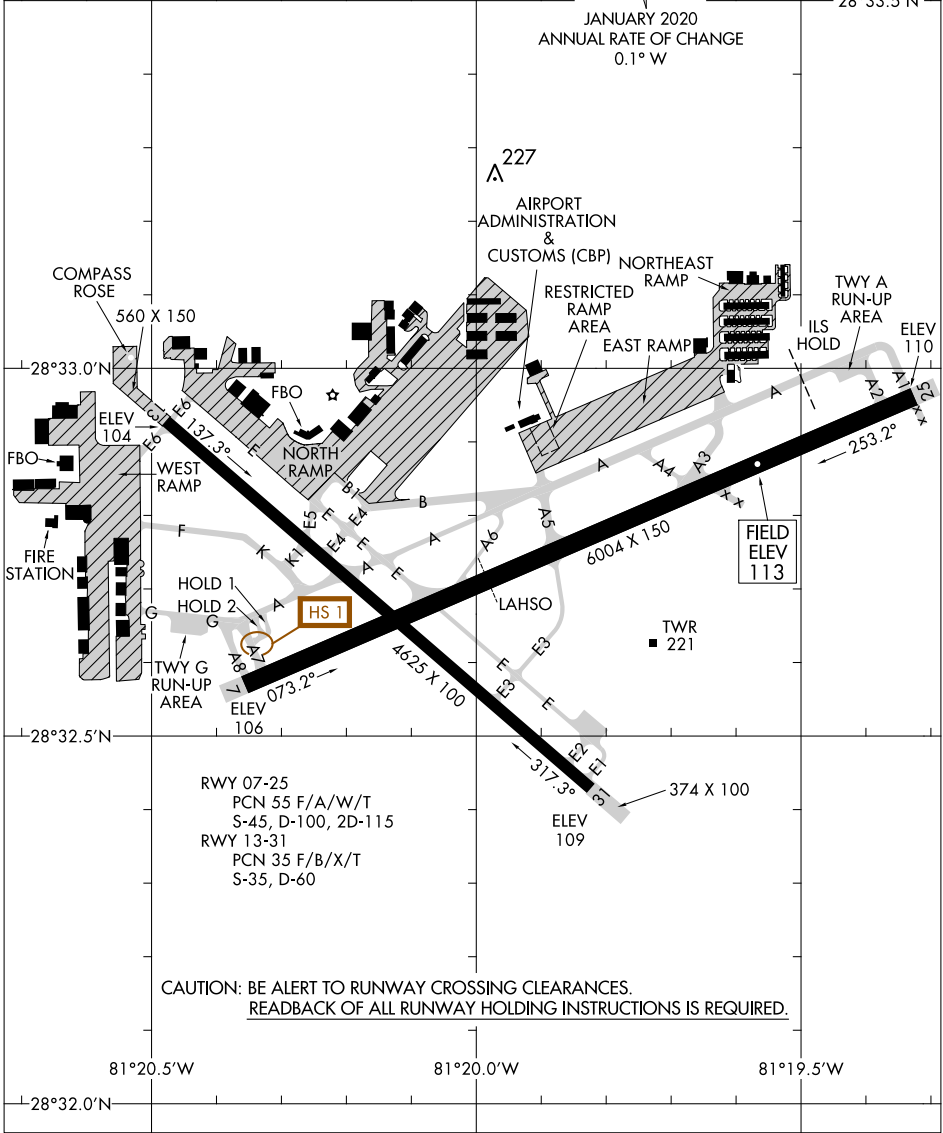 JANUARY 2020
ANNUAL RATE OF CHANGE
0.1° W
28°33.5'N
227
AIRPORT
ADMINISTRATION
&
CUSTOMS (CBP)
NORTHEAST
RAMP
COMPASS
ROSE
560 X 150
RESTRICTED
RAMP
AREA
TWY A
RUN-UP
AREA
ILS
HOLD
EAST RAMP
ELEV
110
28°33.0'N
FBO
A
A2
A1
25
x
x
E6
13
ELEV
104
E6
137.3°
E
253.2°
FBO
WEST
RAMP
NORTH
RAMP
A
A4
A3
x
x
B1
B
E5
E
E4
A5
6004 X 150
FIELD
ELEV
113
FIRE
STATION
F
K
K1
E4
E
A
A6
A
E
HOLD 1
HOLD 2
A
HS 1
LAHSO
G
G
TWR
221
A8
A7
E3
TWY G
RUN-UP
AREA
7
073.2°
4625 X 100
E
E3
E
ELEV
106
28°32.5'N
E2
E1
317.3°
31
374 X 100
ELEV
109
RWY 07-25
PCN 55 F/A/W/T
S-45, D-100, 2D-115
RWY 13-31
PCN 35 F/B/X/T
S-35, D-60
CAUTION: BE ALERT TO RUNWAY CROSSING CLEARANCES.
READBACK OF ALL RUNWAY HOLDING INSTRUCTIONS IS REQUIRED.
81°20.5'W
81°20.0'W
81°19.5'W
28°32.0'N